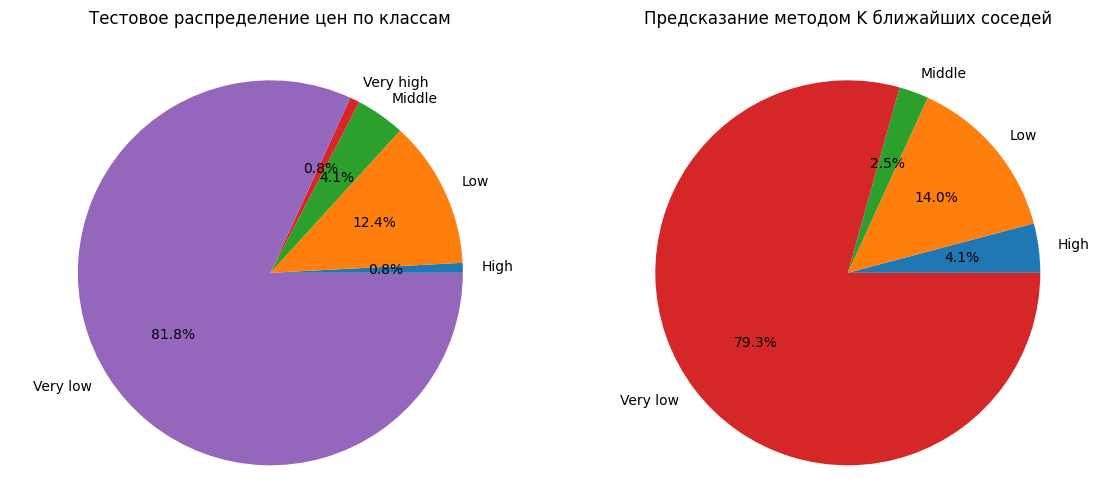 Тестовое распределение цен по классам
Very high
Middle
Low
High
Very low
0.8%
4.1%
12.4%
0.8%
81.8%
Предсказание методом K ближайших соседей
Middle
Low
High
Very low
2.5%
14.0%
4.1%
79.3%